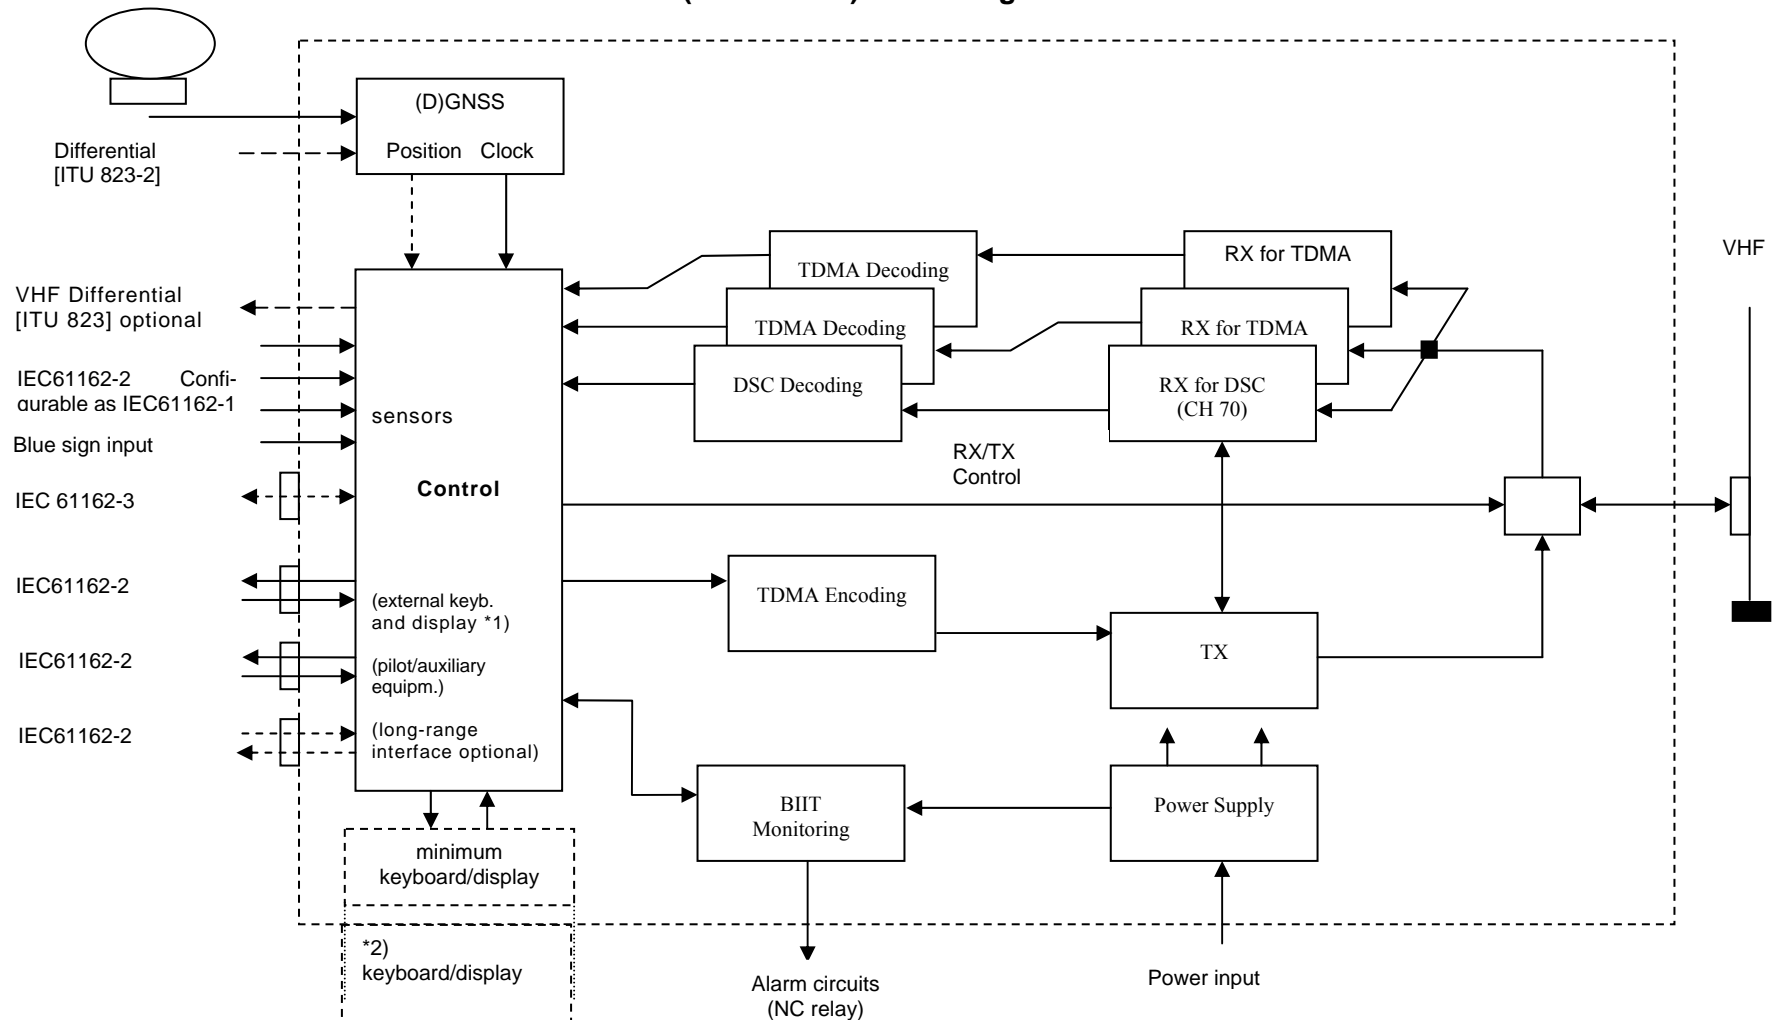 (D)GNSS
Position Clock
Differential
[ITU 823-2]
VHF
RX for TDMA
TDMA Decoding
VHF Differential
[ITU 823] optional
RX for TDMA
TDMA Decoding
IEC61162-2 Confi-
gurable as IEC61162-1
RX for DSC
(CH 70)
DSC Decoding
sensors
Blue sign input
RX/TX
Control
Control
IEC 61162-3
IEC61162-2
(external keyb.
and display *1)
TDMA Encoding
IEC61162-2
(pilot/auxiliary
equipm.)
TX
IEC61162-2
(long-range
interface optional)
BIIT
Monitoring
Power Supply
minimum
keyboard/display
*2)
keyboard/display
Alarm circuits
(NC relay)
Power input